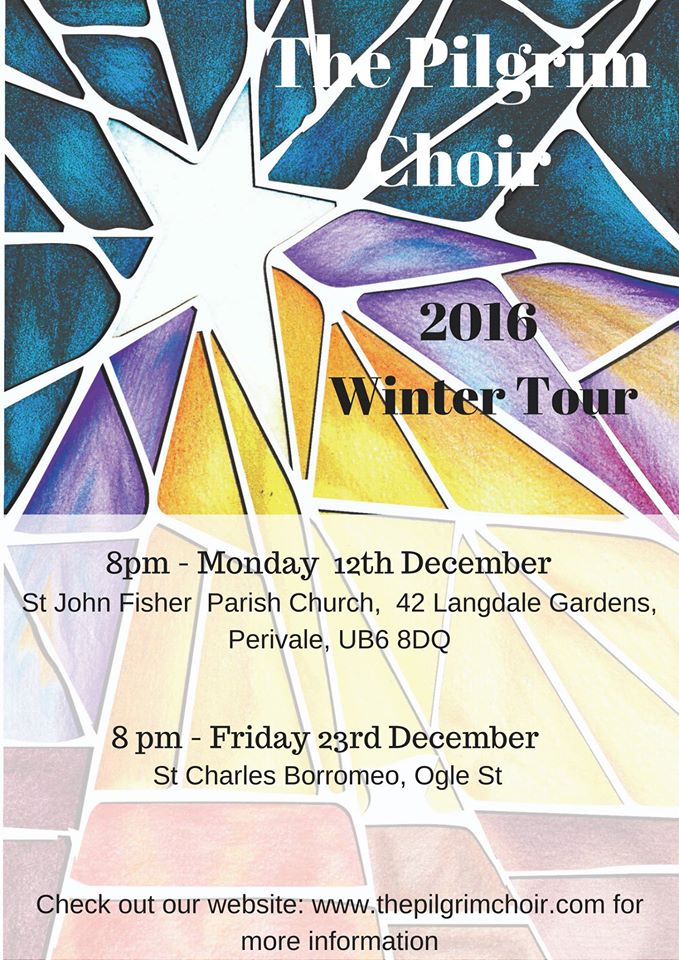 The Pilgrim
Choir
2016
Winter Tour
8pm - Monday 12th December
St John Fisher Parish Church, 42 Langdale Gardens,
Perivale, UB6 8DQ
8 pm - Friday 23rd December
St Charles Borromeo, Ogle St
Check out our website: www.thepilgrimchoir.com for
more information